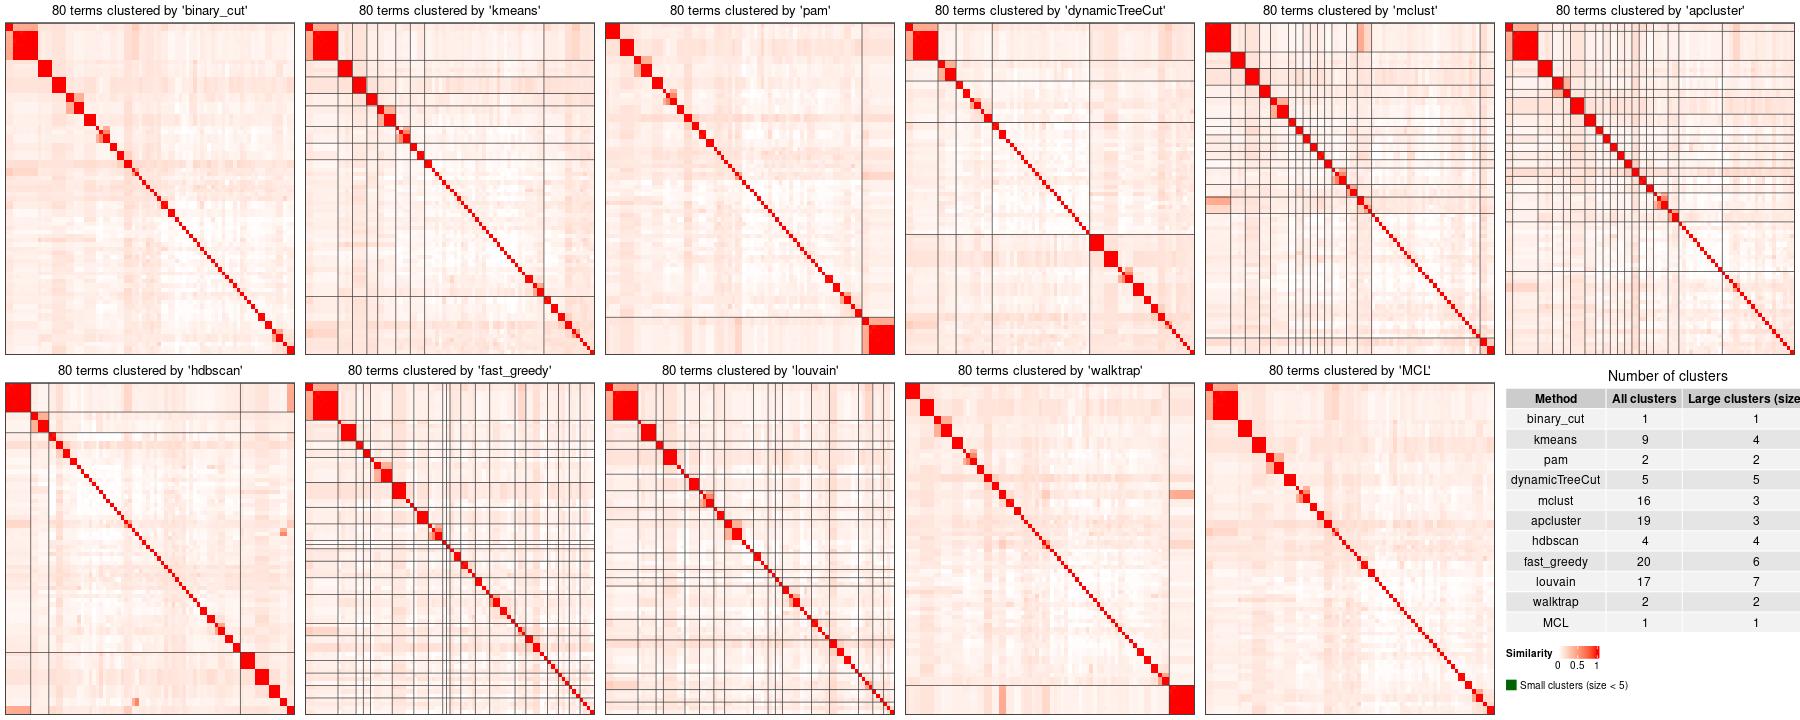 80 terms clustered by 'binary_cut'
80 terms clustered by 'kmeans'
80 terms clustered by 'pam'
80 terms clustered by 'dynamicTreeCut'
80 terms clustered by 'mclust'
80 terms clustered by 'apcluster'
80 terms clustered by 'hdbscan'
80 terms clustered by 'fast_greedy'
80 terms clustered by 'louvain'
80 terms clustered by 'walktrap'
80 terms clustered by 'MCL'
Number of clusters
Method All clusters Large clusters (size
binary_cut 1 1
kmeans 9 4
pam 2 2
dynamicTreeCut 5 5
mclust 16 3
apcluster 19 3
hdbscan 4 4
fast_greedy 20 6
louvain 17 7
walktrap 2 2
MCL 1 1
Similarity
0 0.5 1
Small clusters (size < 5)